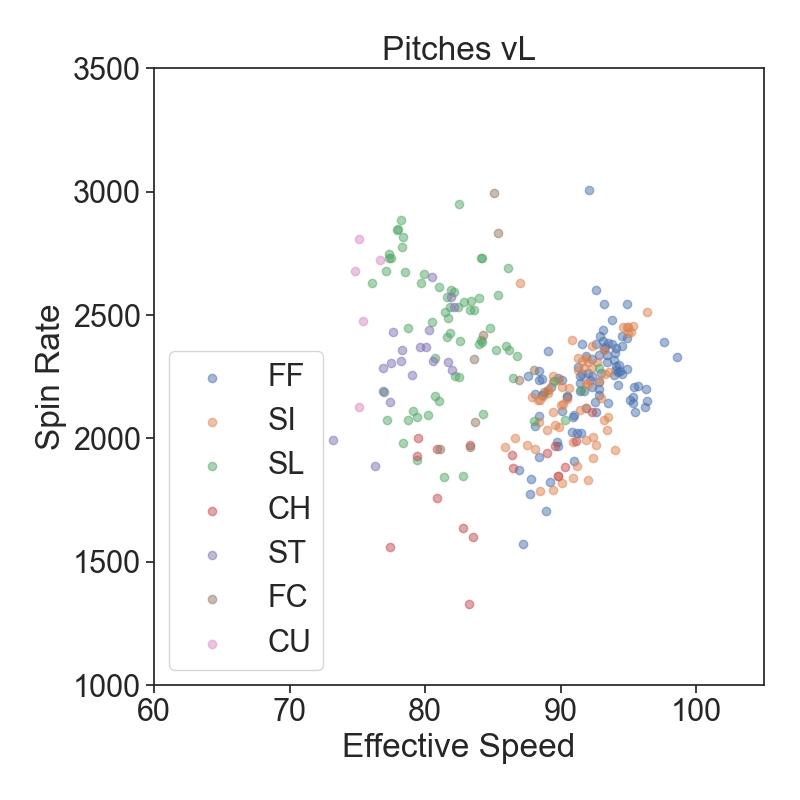 Pitches vL
3500
3000
2500
2000
1500
1000
Spin Rate
FF
SI
SL
CH
ST
FC
CU
60 70 80 90 100
Effective Speed